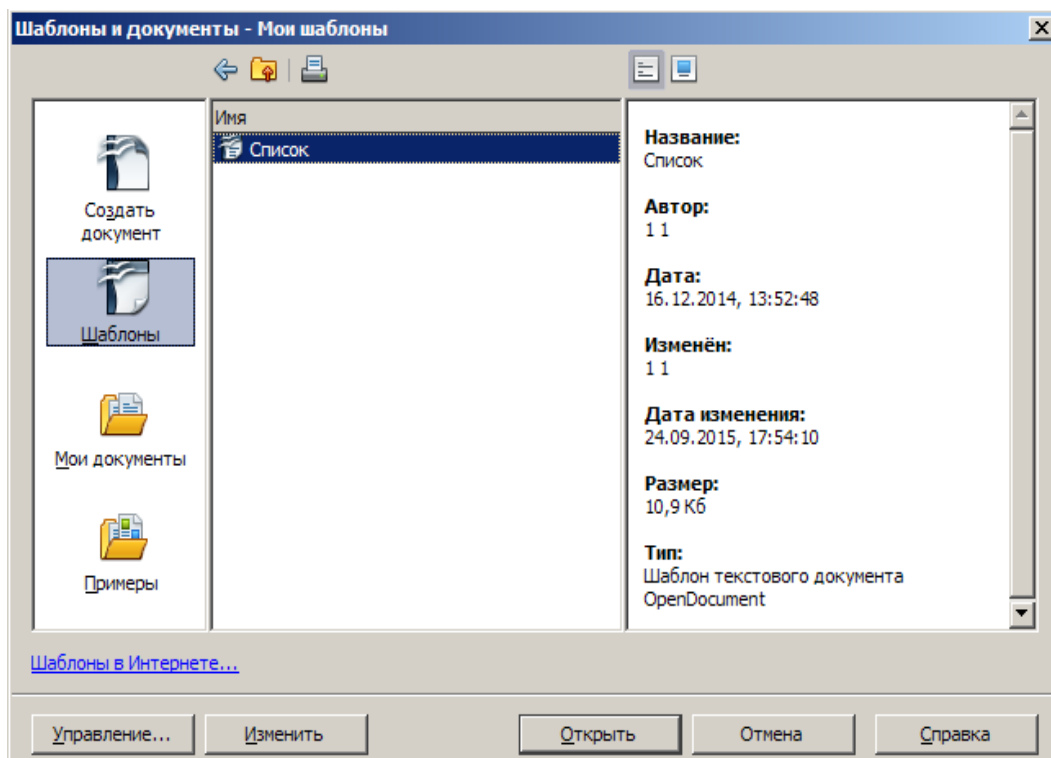 Шаблоны и документы - Мои шаблоны
Создать
документ
Шаблоны
Мои документы
Примеры
Имя
Список
Название:
Список
Автор:
1 1
Дата:
16.12.2014, 13:52:48
Изменён:
1 1
Дата изменения:
24.09.2015, 17:54:10
Размер:
10,9 Кб
Тип:
Шаблон текстового документа
OpenDocument
Шаблоны в Интернете...
Управление...
Изменить
Открыть
Отмена
Справка